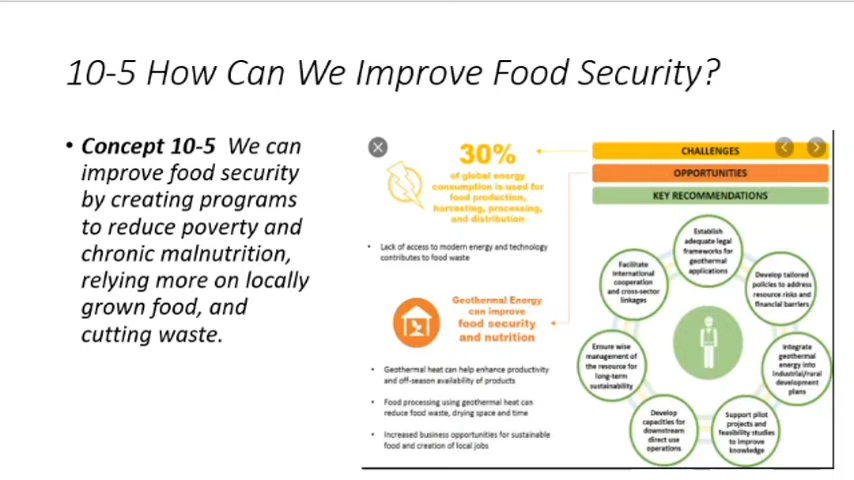 10-5 How Can We Improve Food Security?
• Concept 10-5 We can
improve food security
by creating programs
to reduce poverty and
chronic malnutrition,
relying more on locally
grown food, and
cutting waste.
30%
of global energy
consumption is used for
food production,
harvesting, processing,
and distribution
• Lack of access to modern energy and technology
contributes to food waste
Geothermal Energy
can improve
food security
and nutrition
• Geothermal heat can help enhance productivity
and off-season availability of products
• Food processing using geothermal heat can
reduce food waste, drying space and time
• Increased business opportunities for sustainable
food and creation of local jobs
CHALLENGES
OPPORTUNITIES
KEY RECOMMENDATIONS
Establish
adequate legal
frameworks for
geothermal
applications
Develop tailored
policies to address
resource risks and
financial barriers
Integrate
geothermal
energy into
industrial/rural
development
plans
Support pilot
projects and
feasibility studies
to improve
knowledge
Develop
capacities for
downstream
direct use
operations
Ensure wise
management of
the resource for
long-term
sustainability
Facilitate
international
cooperation
and cross-sector
linkages